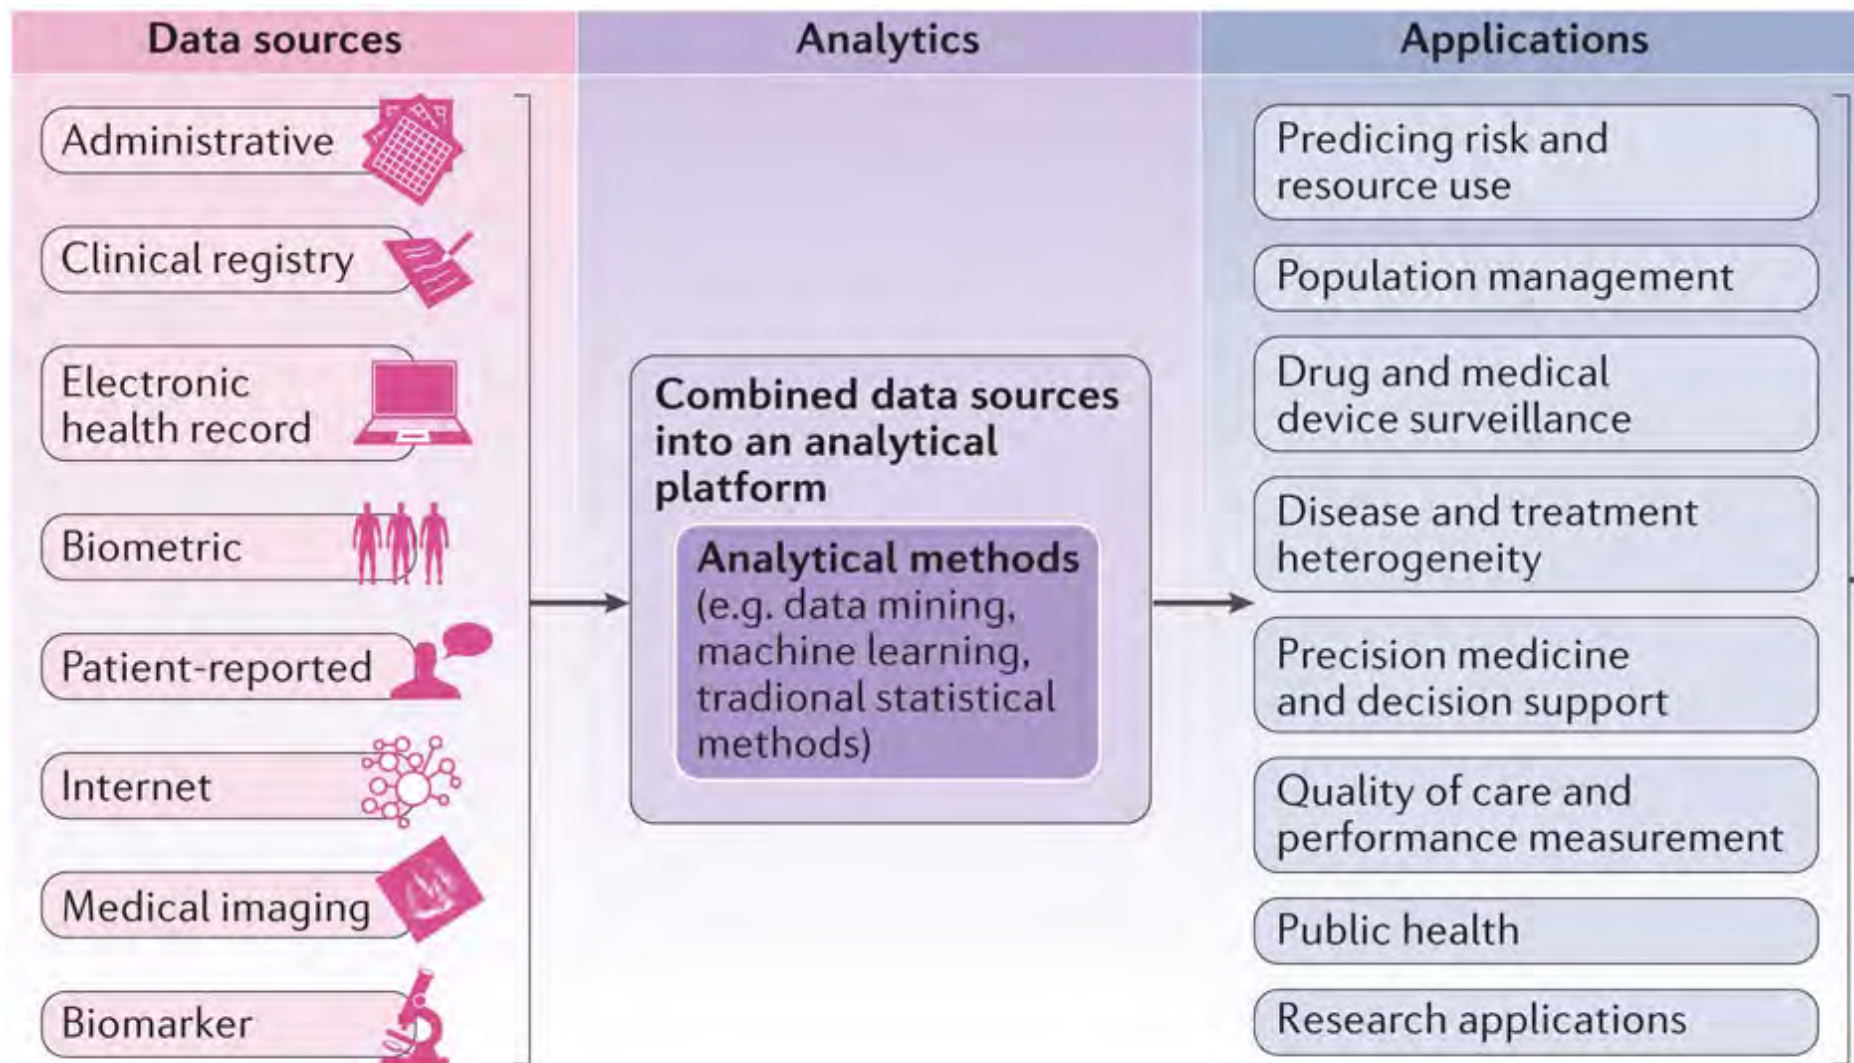 Data sources
Administrative
Clinical registry
Electronic
health record
Biometric
Patient-reported
Internet
Medical imaging
Biomarker
Analytics
Combined data sources
into an analytical
platform
Analytical methods
(e.g. data mining,
machine learning,
tradional statistical
methods)
Applications
Predicing risk and
resource use
Population management
Drug and medical
device surveillance
Disease and treatment
heterogeneity
Precision medicine
and decision support
Quality of care and
performance measurement
Public health
Research applications